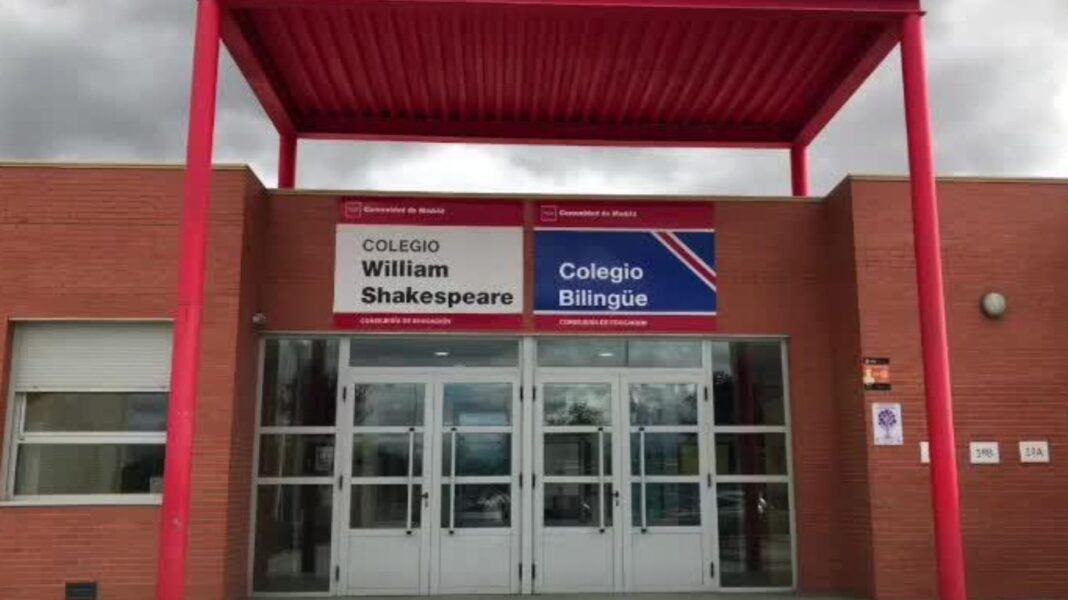 Comunidad de Madrid
COLEGIO
William
Shakespeare
CONSEJERÍA DE EDUCACIÓN
Comunidad de Madrid
Colegio
Bilingüe
CONSEJERÍA DE EDUCACIÓN